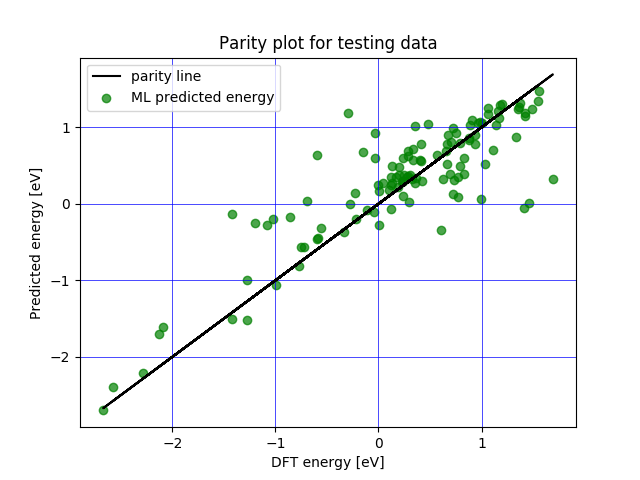 Parity plot for testing data
parity line
ML predicted energy
Predicted energy [eV]
1
0
−1
−2
−2
−1
0
1
DFT energy [eV]